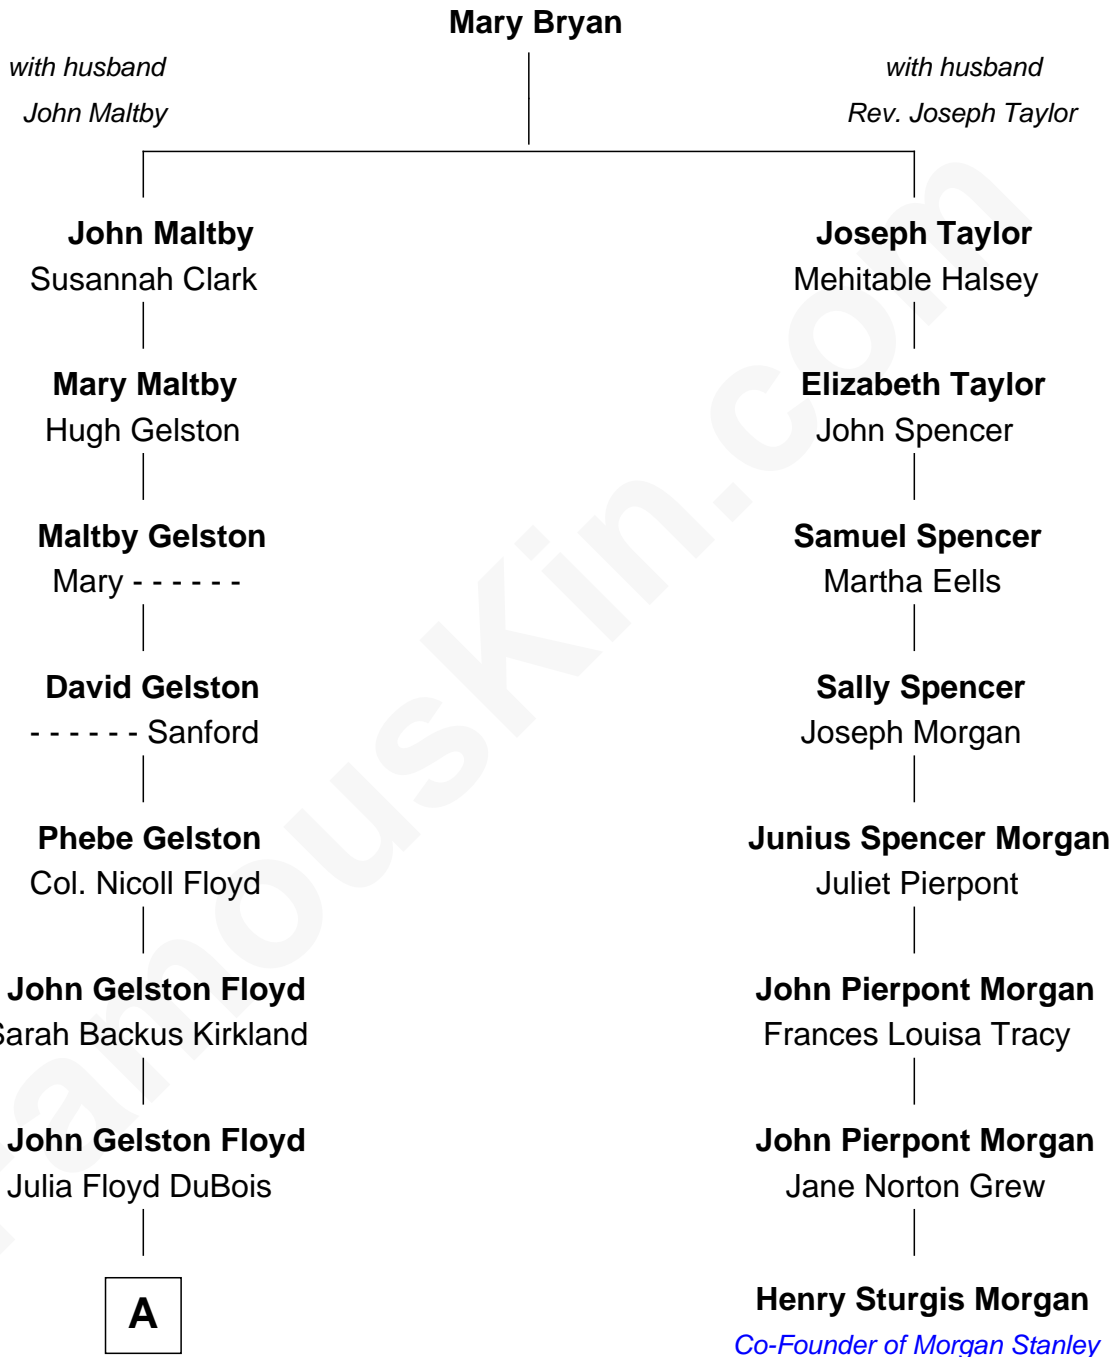 Mary Bryan
with husband
John Maltby
with husband
Rev. Joseph Taylor
John Maltby
Susannah Clark
Joseph Taylor
Mehitable Halsey
Mary Maltby
Hugh Gelston
Elizabeth Taylor
John Spencer
Maltby Gelston
Mary - - - - - -
Samuel Spencer
Martha Eells
David Gelston
- - - - - - Sanford
Sally Spencer
Joseph Morgan
Phebe Gelston
Col. Nicoll Floyd
Junius Spencer Morgan
Juliet Pierpont
John Gelston Floyd
Sarah Backus Kirkland
John Pierpont Morgan
Frances Louisa Tracy
John Gelston Floyd
Julia Floyd DuBois
John Pierpont Morgan
Jane Norton Grew
A
Henry Sturgis Morgan
Co-Founder of Morgan Stanley
FamousKin.com